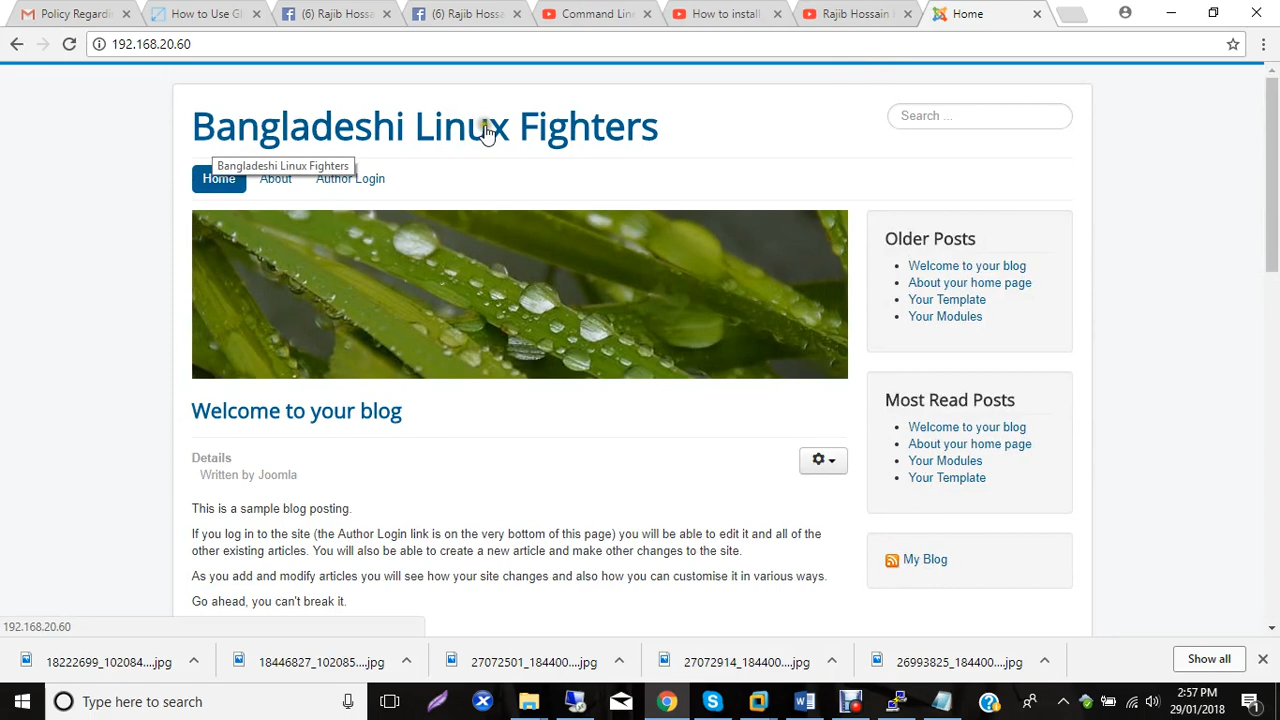 Policy Regardin
How to Use Gl
(6) Rajib Hossa
(6) Rajib Hosse
Command Lin
How to install
Rajib Hossain
Home
192.168.20.60
Bangladeshi Linux Fighters
Search ...
Bangladeshi Linux Fighters
Home
About
Author Login
Older Posts
Welcome to your blog
About your home page
Your Template
Your Modules
Welcome to your blog
Most Read Posts
Welcome to your blog
About your home page
Your Modules
Your Template
Details
Written by Joomla
This is a sample blog posting.
If you log in to the site (the Author Login link is on the very bottom of this page) you will be able to edit it and all of the
other existing articles. You will also be able to create a new article and make other changes to the site.
My Blog
As you add and modify articles you will see how your site changes and also how you can customise it in various ways.
Go ahead, you can't break it.
192.168.20.60
18222699_102084....jpg
18446827_102085....jpg
27072501_184400....jpg
27072914_184400....jpg
26993825_184400....jpg
Show all
Type here to search
2:57 PM
29/01/2018